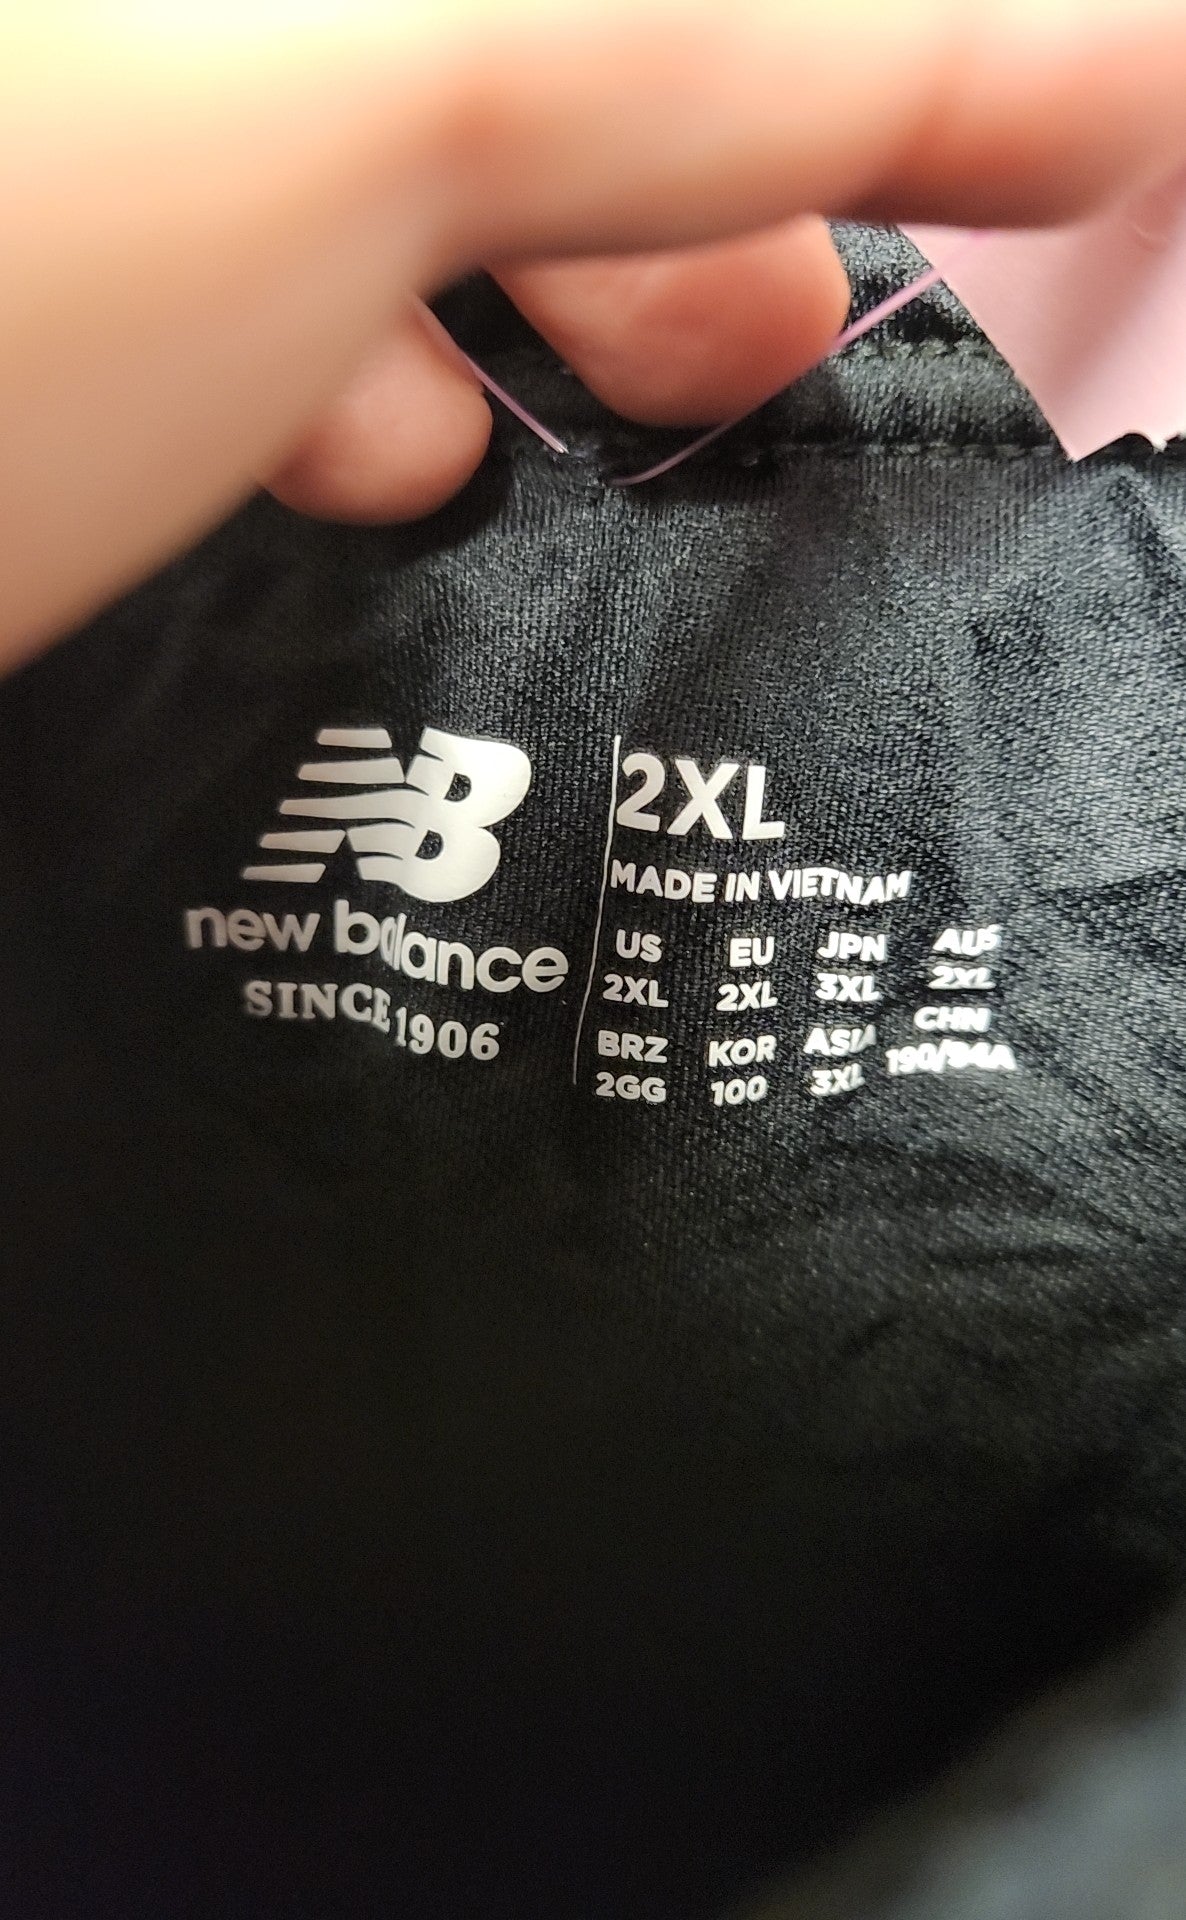 NB
new balance
SINCE 1906
2XL
MADE IN VIETNAM
US EU JPN AUS
2XL 2XL 3XL 2XL
BRZ KOR ASIA CHN
2GG 100 3XL 190/94A